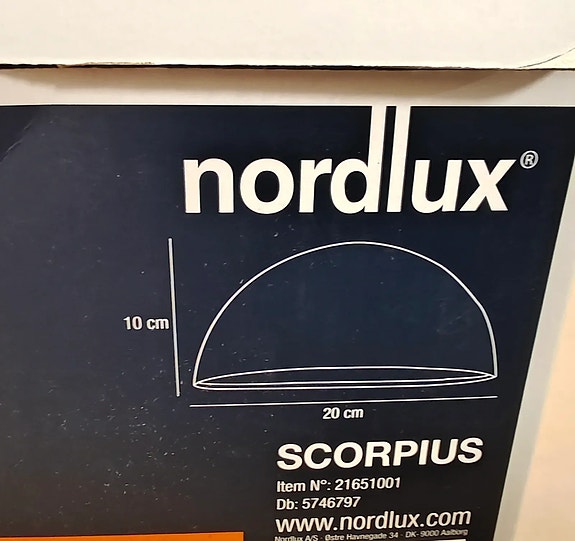 nordlux®
10 cm
20 cm
SCORPIUS
Item N°: 21651001
Db: 5746797
www.nordlux.com
Nordlux A/S · Østre Havnegade 34 · DK- 9000 Aalborg